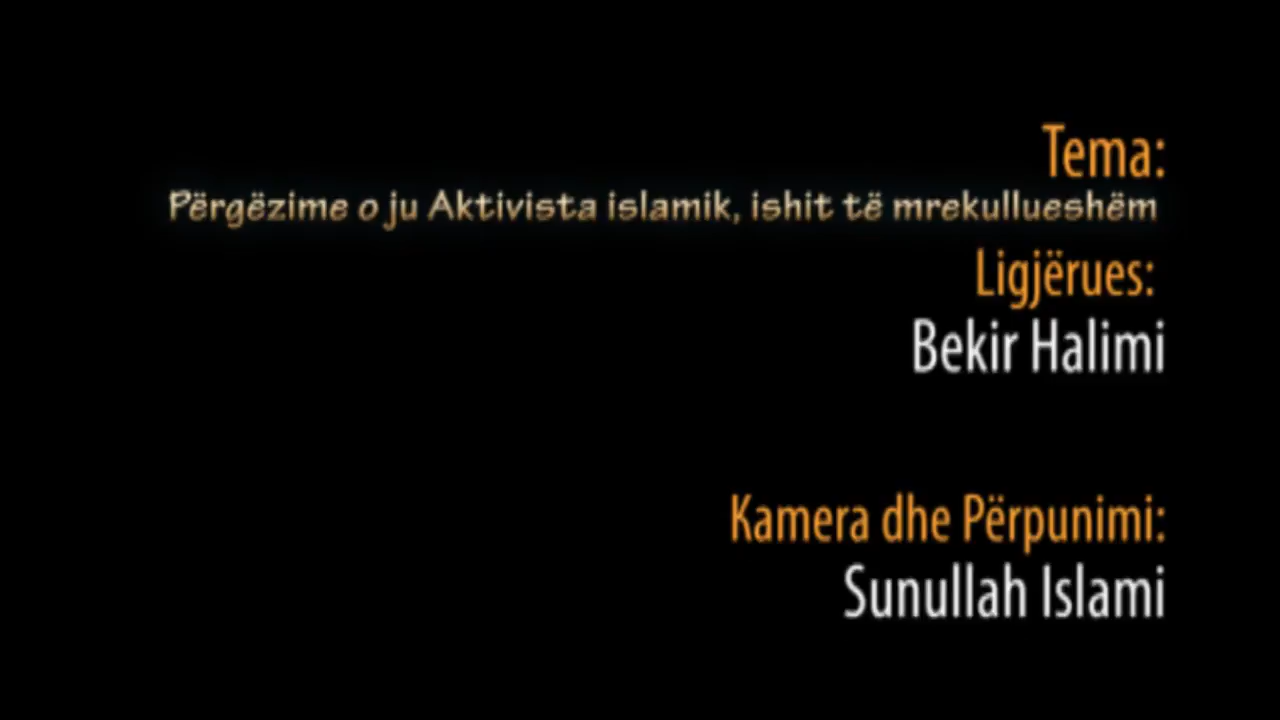 Tema:
Përgëzime o ju Aktivista islamik, ishit të mrekullueshëm
Ligjërues:
Bekir Halimi
Kamera dhe Përpunimi:
Sunullah Islami